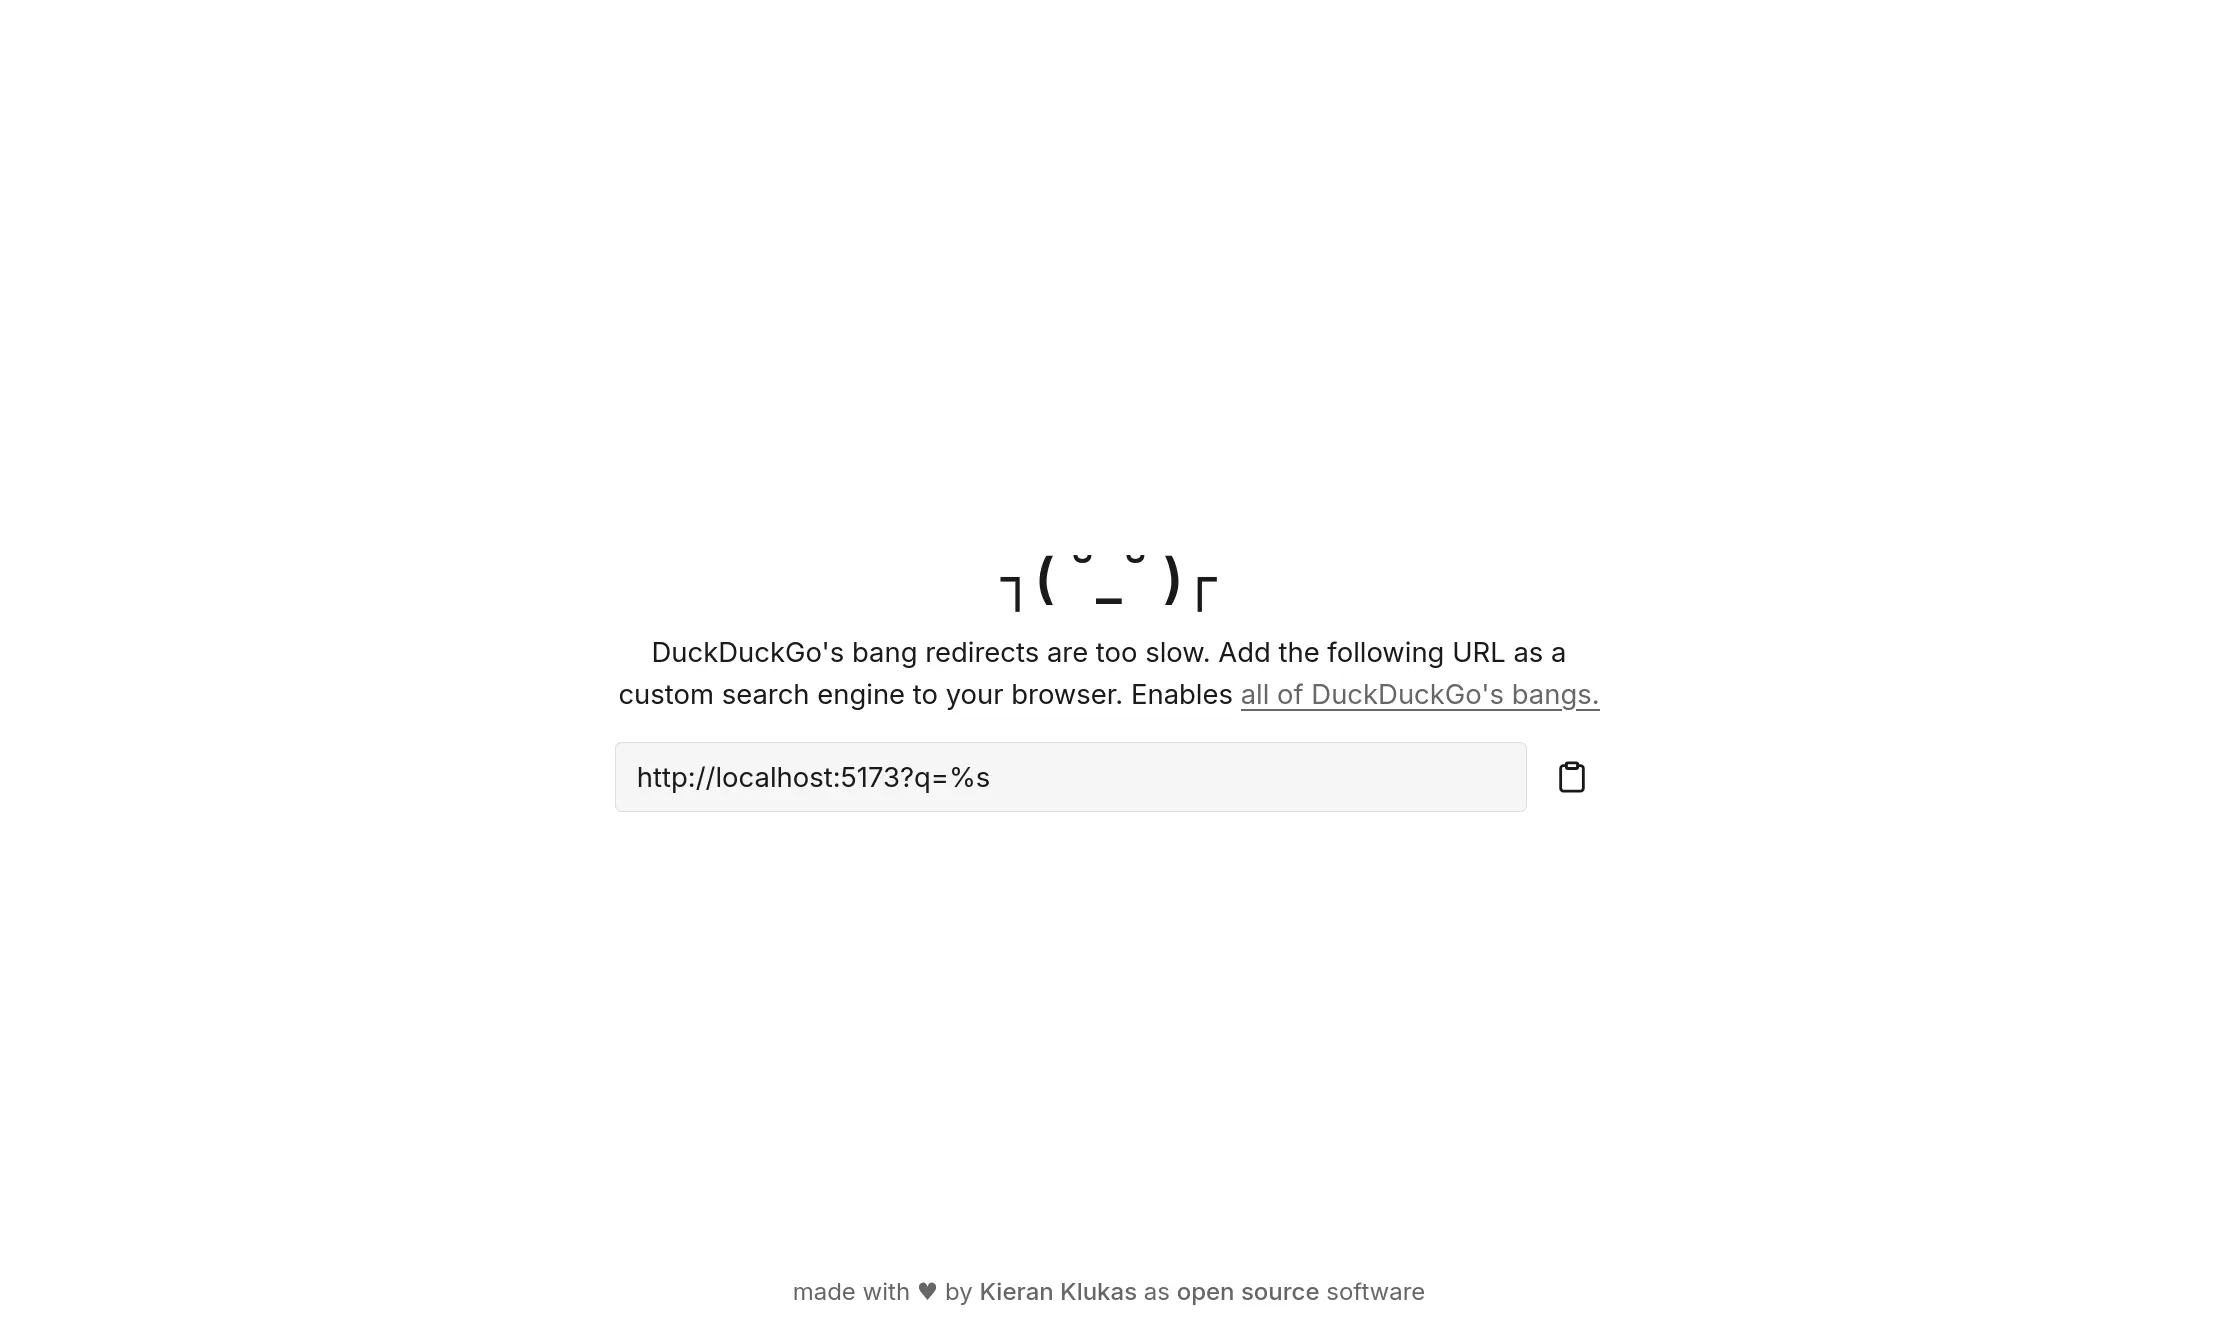 ┐( ˘_˘ )┌
DuckDuckGo's bang redirects are too slow. Add the following URL as a
custom search engine to your browser. Enables all of DuckDuckGo's bangs.
http://localhost:5173?q=%s
made with ♥ by Kieran Klukas as open source software